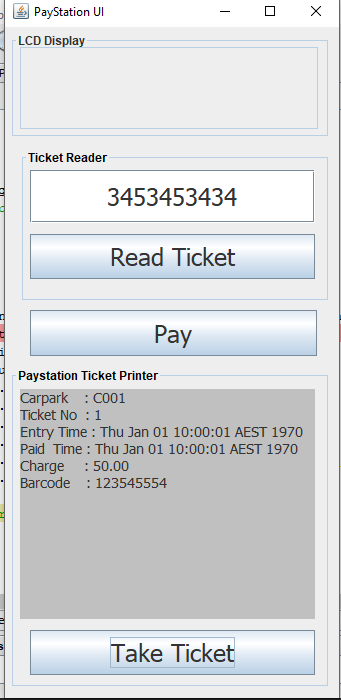 PayStation UI
LCD Display
Ticket Reader
3453453434
Read Ticket
Pay
Paystation Ticket Printer
Carpark : C001
Ticket No : 1
Entry Time : Thu Jan 01 10:00:01 AEST 1970
Paid Time : Thu Jan 01 10:00:01 AEST 1970
Charge : 50.00
Barcode : 123545554
Take Ticket